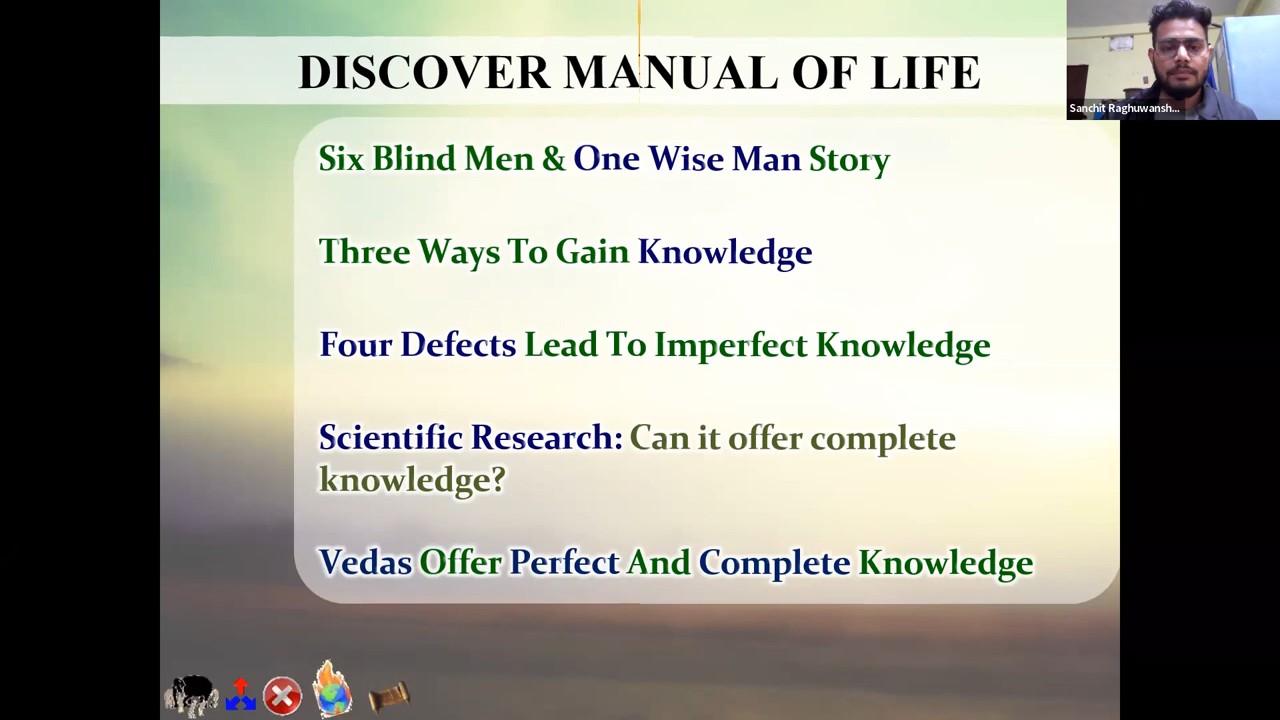 DISCOVER MANUAL OF LIFE
Sanchit Raghuwansh...
Six Blind Men & One Wise Man Story
Three Ways To Gain Knowledge
Four Defects Lead To Imperfect Knowledge
Scientific Research: Can it offer complete
knowledge?
Vedas Offer Perfect And Complete Knowledge